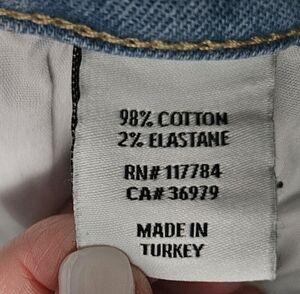 98% COTTON
2% ELASTANE
RN# 117784
CA# 36979
MADE IN
TURKEY